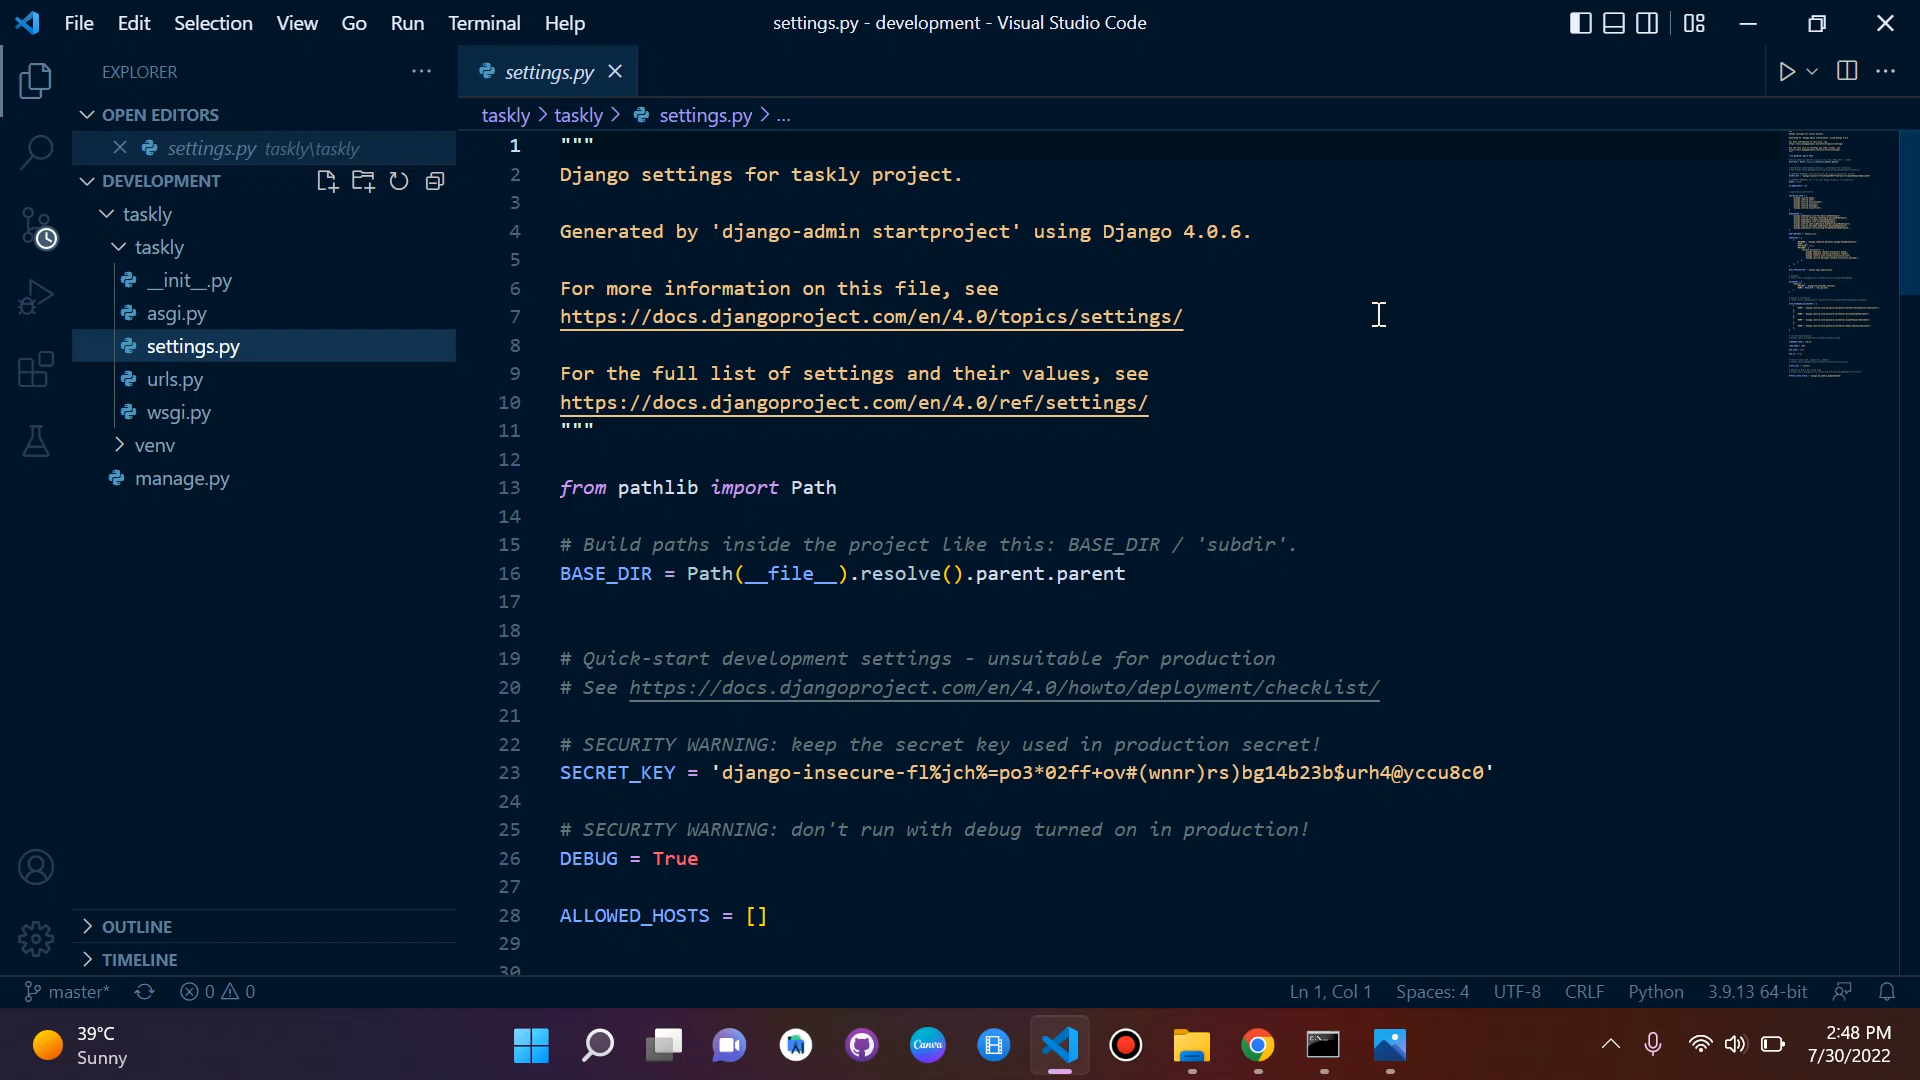 File Edit Selection View Go Run Terminal Help
settings.py - development - Visual Studio Code
EXPLORER
settings.py
OPEN EDITORS
taskly > taskly > settings.py > ...
settings.py taskly\taskly
DEVELOPMENT
taskly
taskly
__init__.py
asgi.py
settings.py
urls.py
wsgi.py
venv
manage.py
OUTLINE
TIMELINE
1 """
2 Django settings for taskly project.
3
4 Generated by 'django-admin startproject' using Django 4.0.6.
5
6 For more information on this file, see
7 https://docs.djangoproject.com/en/4.0/topics/settings/
8
9 For the full list of settings and their values, see
10 https://docs.djangoproject.com/en/4.0/ref/settings/
11 """
12
13 from pathlib import Path
14
15 # Build paths inside the project like this: BASE_DIR / 'subdir'.
16 BASE_DIR = Path(__file__).resolve().parent.parent
17
18
19 # Quick-start development settings - unsuitable for production
20 # See https://docs.djangoproject.com/en/4.0/howto/deployment/checklist/
21
22 # SECURITY WARNING: keep the secret key used in production secret!
23 SECRET_KEY = 'django-insecure-fl%jch%=po3*02ff+ov#(wnnr)rs)bg14b23b$urh4@yccu8c0'
24
25 # SECURITY WARNING: don't run with debug turned on in production!
26 DEBUG = True
27
28 ALLOWED_HOSTS = []
29
30
master* 0 0
Ln 1, Col 1 Spaces: 4 UTF-8 CRLF Python 3.9.13 64-bit
39°C
Sunny
Canva
2:48 PM
7/30/2022